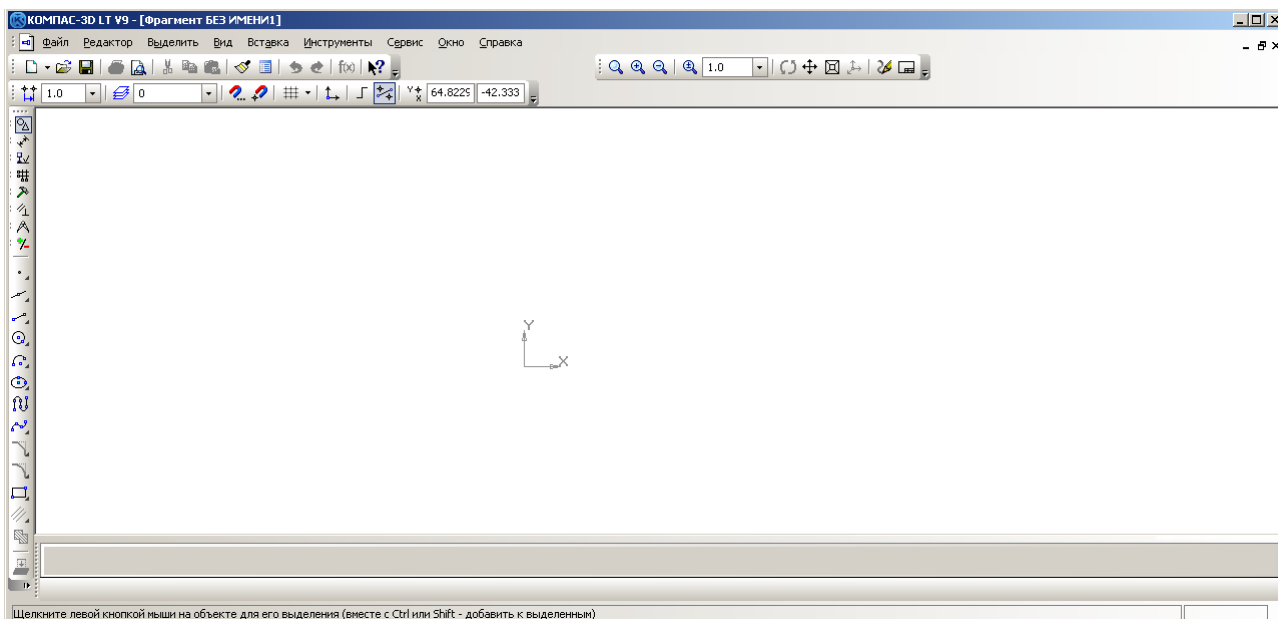 КОМПАС-3D LT V9 - [Фрагмент БЕЗ ИМЕНИ1]
Файл Редактор Выделить Вид Вставка Инструменты Сервис Окно Справка
f(x) 1.0
1.0 0 Y X 64.8229 -42.333
Y
X
Щелкните левой кнопкой мыши на объекте для его выделения (вместе с Ctrl или Shift - добавить к выделенным)